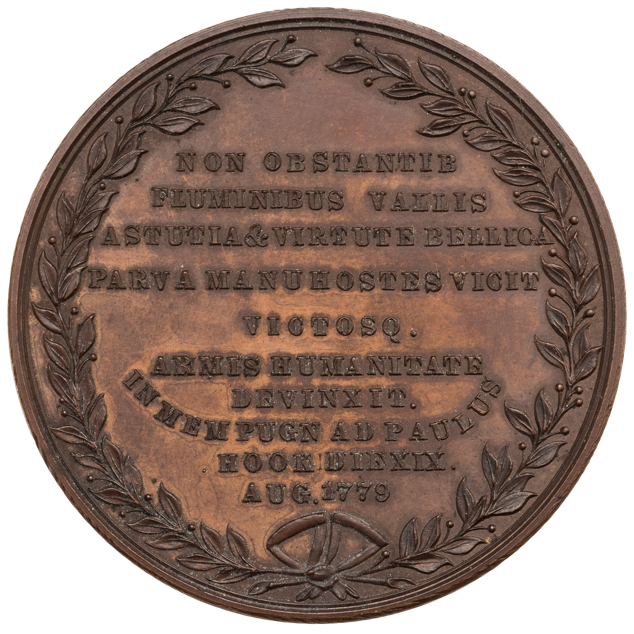 NON OBSTANTIB
FLUMINIBUS VALLIS
ASTUTIA & VIRTUTE BELLICA
PARVA MANU HOSTES VICIT
VICTOSQ.
ARMIS HUMANITATE
DEVINXIT.
IN MEM PUGN AD PAULUS
HOOK DIE XIX.
AUG. 1779